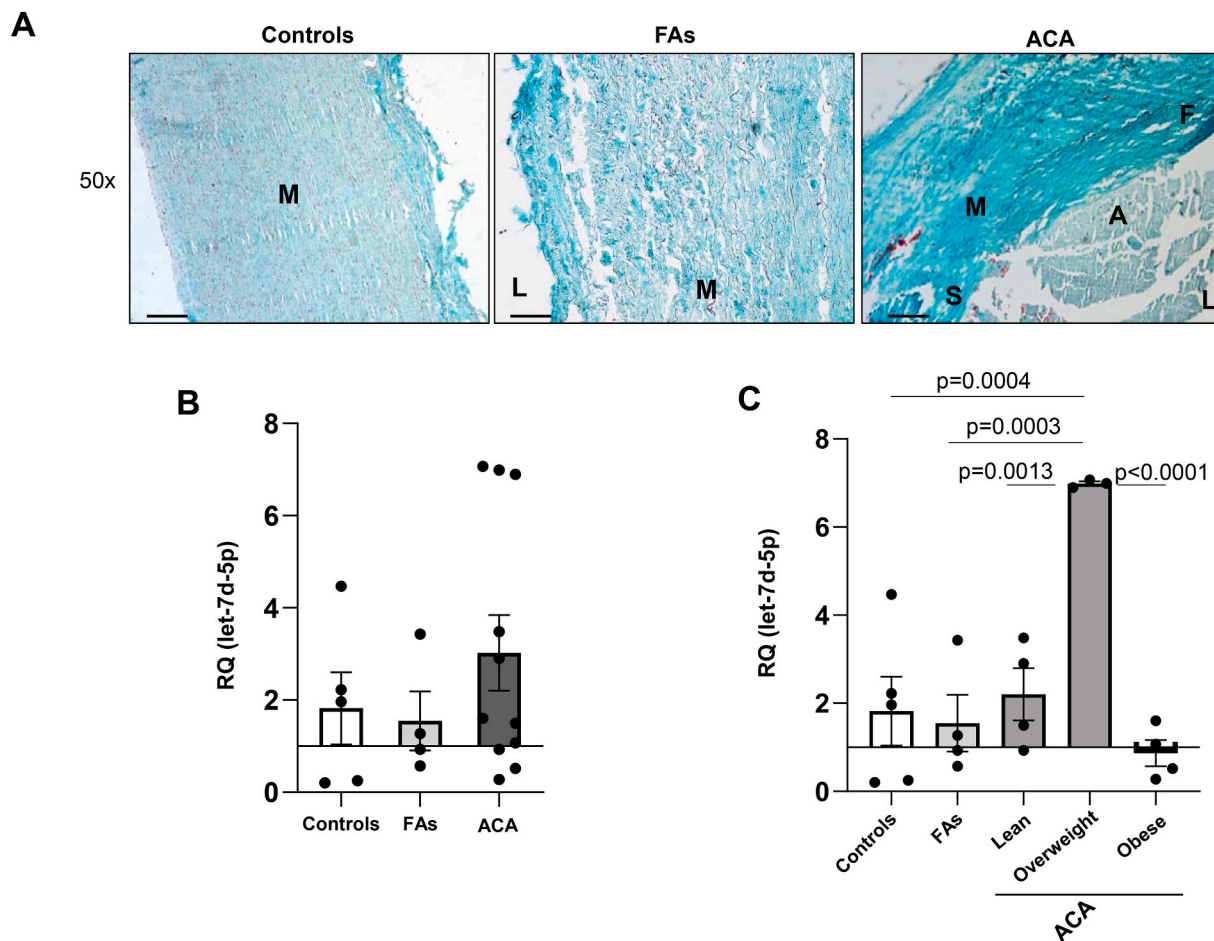 A
Controls
FAs
ACA
50x
M
L
M
F
M
A
S
L
B
8
6
4
2
0
RQ (let-7d-5p)
Controls
FAs
ACA
C
p=0.0004
p=0.0003
p=0.0013
p<0.0001
8
6
4
2
0
RQ (let-7d-5p)
Controls
FAs
Lean
Overweight
Obese
ACA